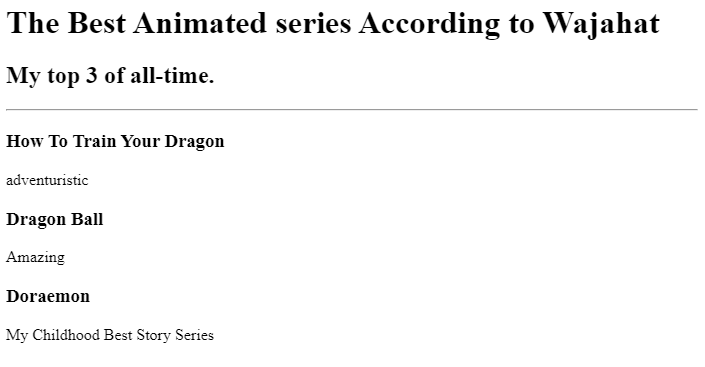 The Best Animated series According to Wajahat
My top 3 of all-time.
How To Train Your Dragon
adventuristic
Dragon Ball
Amazing
Doraemon
My Childhood Best Story Series